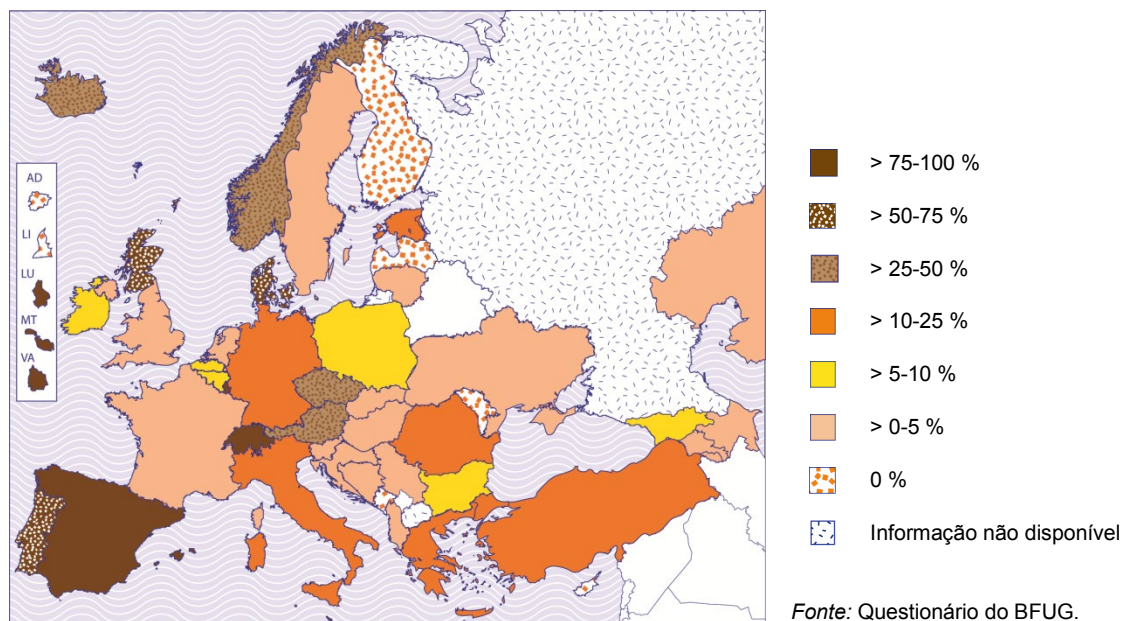 AD
LI
LU
MT
VA
> 75-100 %
> 50-75 %
> 25-50 %
> 10-25 %
> 5-10 %
> 0-5 %
0 %
Informação não disponível
Fonte: Questionário do BFUG.